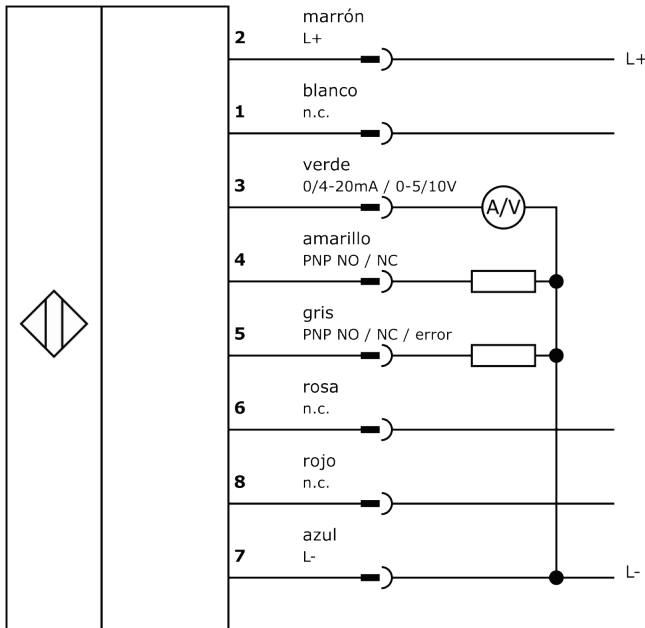 marrón
2 L+
L+
blanco
1 n.c.
verde
3 0/4-20mA / 0-5/10V
A/V
amarillo
4 PNP NO / NC
gris
5 PNP NO / NC / error
rosa
6 n.c.
rojo
8 n.c.
azul
7 L-
L-